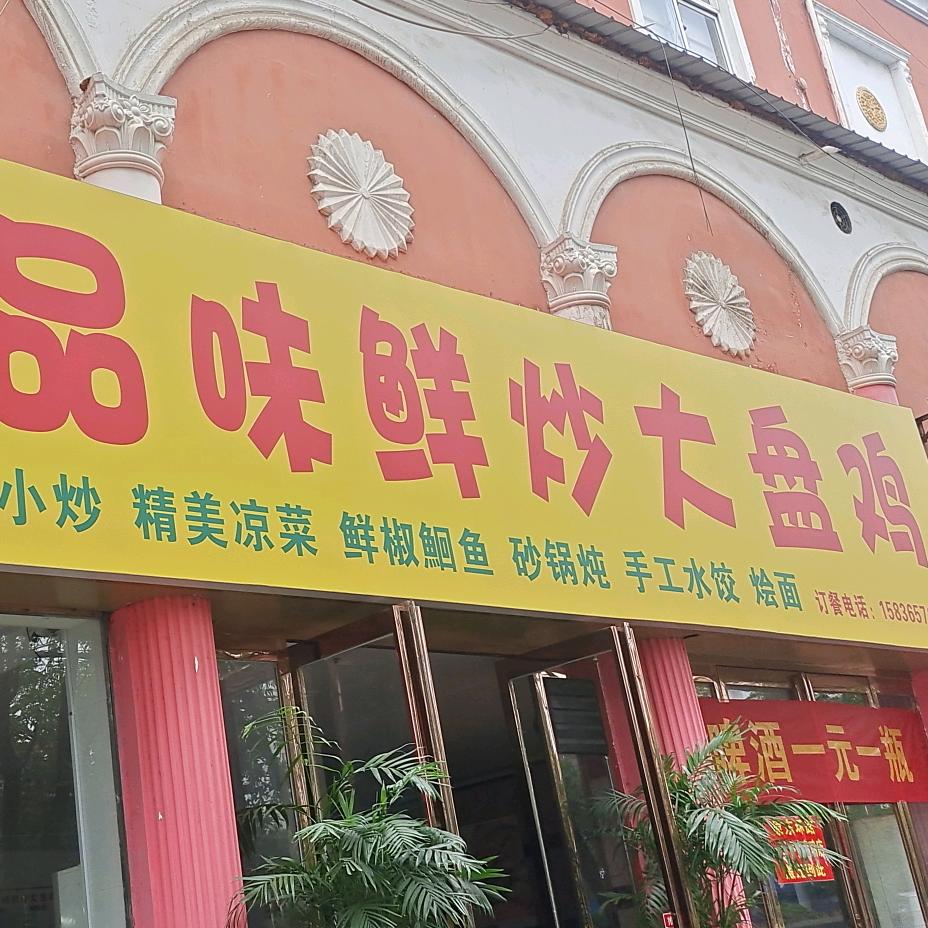 品味鲜炒大盘鸡
小炒 精美凉菜 鲜椒鮰鱼 砂锅炖 手工水饺 烩面 订餐电话：1583657
啤酒一元一瓶